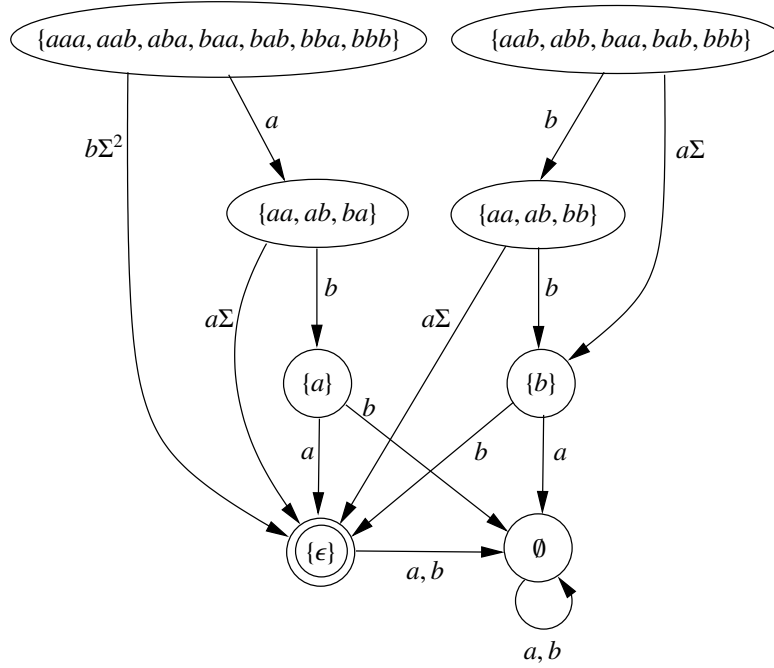 {aaa, aab, aba, baa, bab, bba, bbb} {aab, abb, baa, bab, bbb}
a b
bΣ² aΣ
{aa, ab, ba} {aa, ab, bb}
b b
aΣ aΣ
{a} {b}
b
a b a
{ϵ} ∅
a, b
a, b